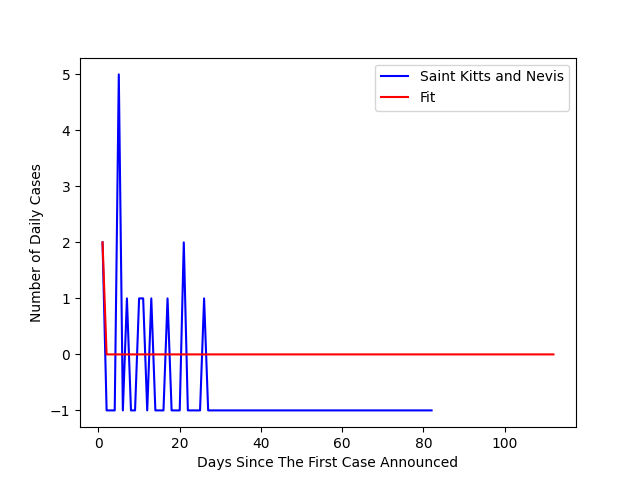 Saint Kitts and Nevis
Fit
Number of Daily Cases
5
4
3
2
1
0
−1
0 20 40 60 80 100
Days Since The First Case Announced